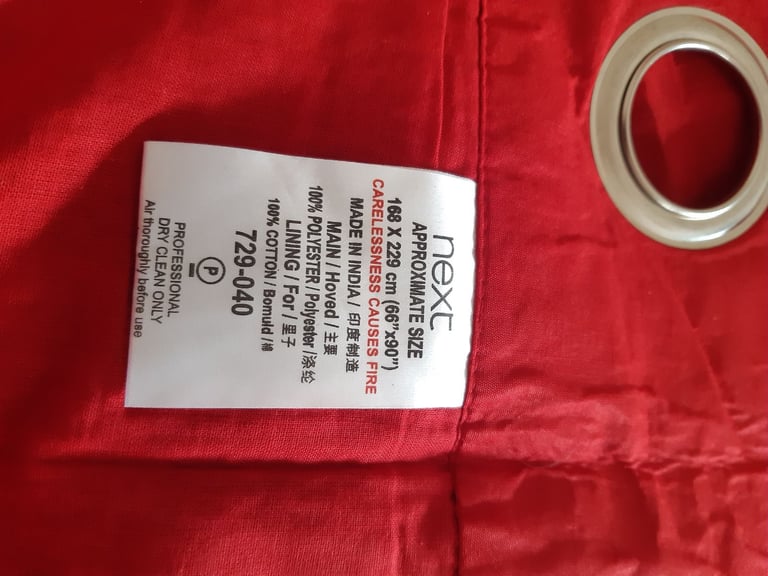 next
APPROXIMATE SIZE
168 X 229 cm (66"x90")
CARELESSNESS CAUSES FIRE
MADE IN INDIA / 印度制造
MAIN / Hoved / 主要
100% POLYESTER / Polyester / 涤纶
LINING / For / 里子
100% COTTON / Bomuld / 棉
729-040
P
PROFESSIONAL
DRY CLEAN ONLY
Air thoroughly before use